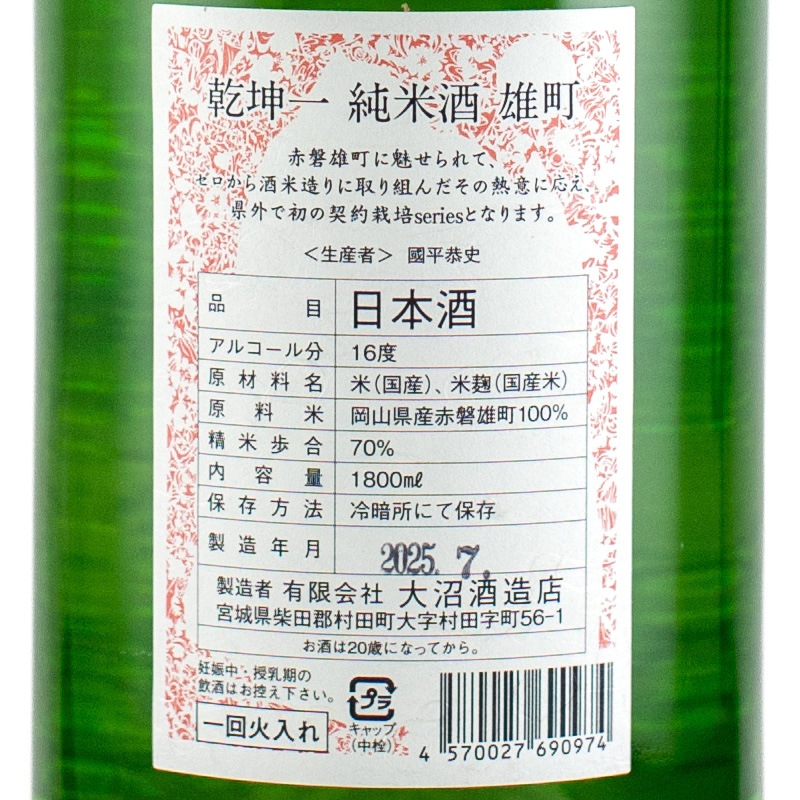 乾坤一 純米酒 雄町
赤磐雄町に魅せられて、
ゼロから酒米造りに取り組んだその熱意に応え、
県外で初の契約栽培seriesとなります。
＜生産者＞ 國平恭史
品目 日本酒
アルコール分 16度
原材料名 米(国産)、米麹(国産米)
原料米 岡山県産赤磐雄町100%
精米歩合 70%
内容量 1800㎖
保存方法 冷暗所にて保存
製造年月 2025. 7.
製造者 有限会社 大沼酒造店
宮城県柴田郡村田町大字村田字町56-1
お酒は20歳になってから。
妊娠中・授乳期の
飲酒はお控え下さい。
一回火入れ
プラ
キャップ
(中栓)
4 570027 690974